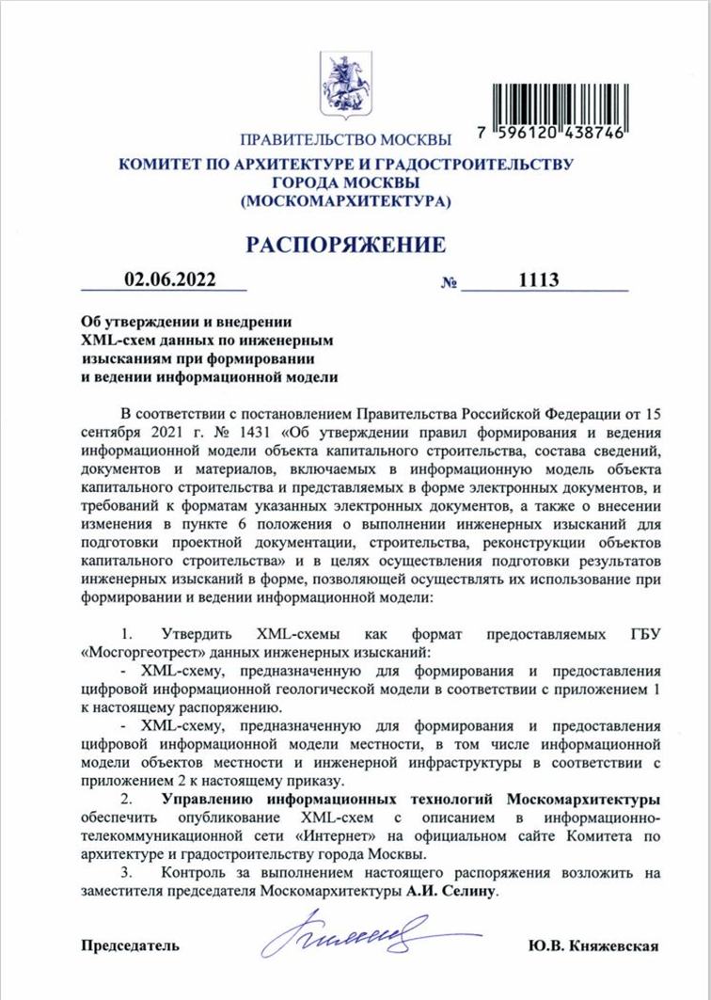 7 596120 438746
ПРАВИТЕЛЬСТВО МОСКВЫ
КОМИТЕТ ПО АРХИТЕКТУРЕ И ГРАДОСТРОИТЕЛЬСТВУ
ГОРОДА МОСКВЫ
(МОСКОМАРХИТЕКТУРА)
РАСПОРЯЖЕНИЕ
02.06.2022 № 1113
Об утверждении и внедрении
XML-схем данных по инженерным
изысканиям при формировании
и ведении информационной модели
В соответствии с постановлением Правительства Российской Федерации от 15
сентября 2021 г. № 1431 «Об утверждении правил формирования и ведения
информационной модели объекта капитального строительства, состава сведений,
документов и материалов, включаемых в информационную модель объекта
капитального строительства и представляемых в форме электронных документов, и
требований к форматам указанных электронных документов, а также о внесении
изменения в пункте 6 положения о выполнении инженерных изысканий для
подготовки проектной документации, строительства, реконструкции объектов
капитального строительства» и в целях осуществления подготовки результатов
инженерных изысканий в форме, позволяющей осуществлять их использование при
формировании и ведении информационной модели:
1. Утвердить XML-схемы как формат предоставляемых ГБУ
«Мосгоргеотрест» данных инженерных изысканий:
- XML-схему, предназначенную для формирования и предоставления
цифровой информационной геологической модели в соответствии с приложением 1
к настоящему распоряжению.
- XML-схему, предназначенную для формирования и предоставления
цифровой информационной модели местности, в том числе информационной
модели объектов местности и инженерной инфраструктуры в соответствии с
приложением 2 к настоящему приказу.
2. Управлению информационных технологий Москомархитектуры
обеспечить опубликование XML-схем с описанием в информационно-
телекоммуникационной сети «Интернет» на официальном сайте Комитета по
архитектуре и градостроительству города Москвы.
3. Контроль за выполнением настоящего распоряжения возложить на
заместителя председателя Москомархитектуры А.И. Селину.
Председатель Ю.В. Княжевская